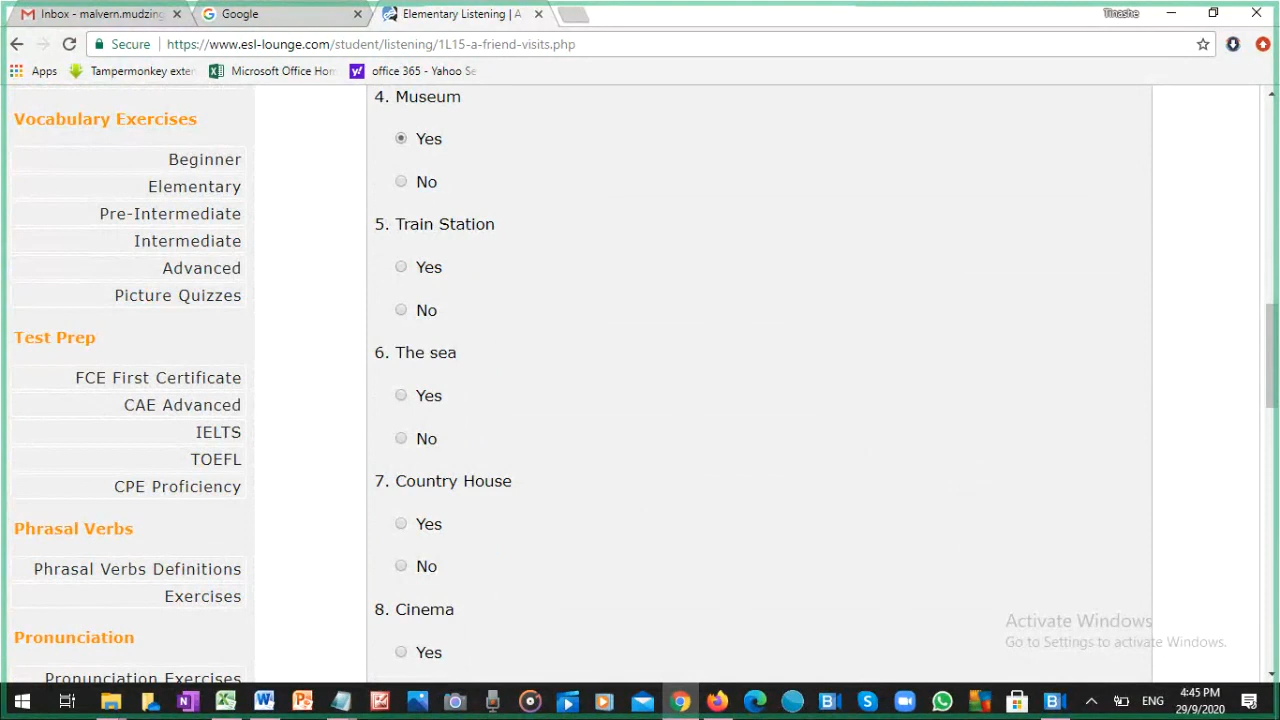 Inbox - malvern.mudzing
Google
Elementary Listening | A
Tinashe
Secure
https://www.esl-lounge.com/student/listening/1L15-a-friend-visits.php
Apps
Tampermonkey exten
Microsoft Office Hom
office 365 - Yahoo Se
Vocabulary Exercises
Beginner
Elementary
Pre-Intermediate
Intermediate
Advanced
Picture Quizzes
Test Prep
FCE First Certificate
CAE Advanced
IELTS
TOEFL
CPE Proficiency
Phrasal Verbs
Phrasal Verbs Definitions
Exercises
Pronunciation
Pronunciation Exercises
4. Museum
Yes
No
5. Train Station
Yes
No
6. The sea
Yes
No
7. Country House
Yes
No
8. Cinema
Yes
Activate Windows
Go to Settings to activate Windows.
ENG
4:45 PM
29/9/2020